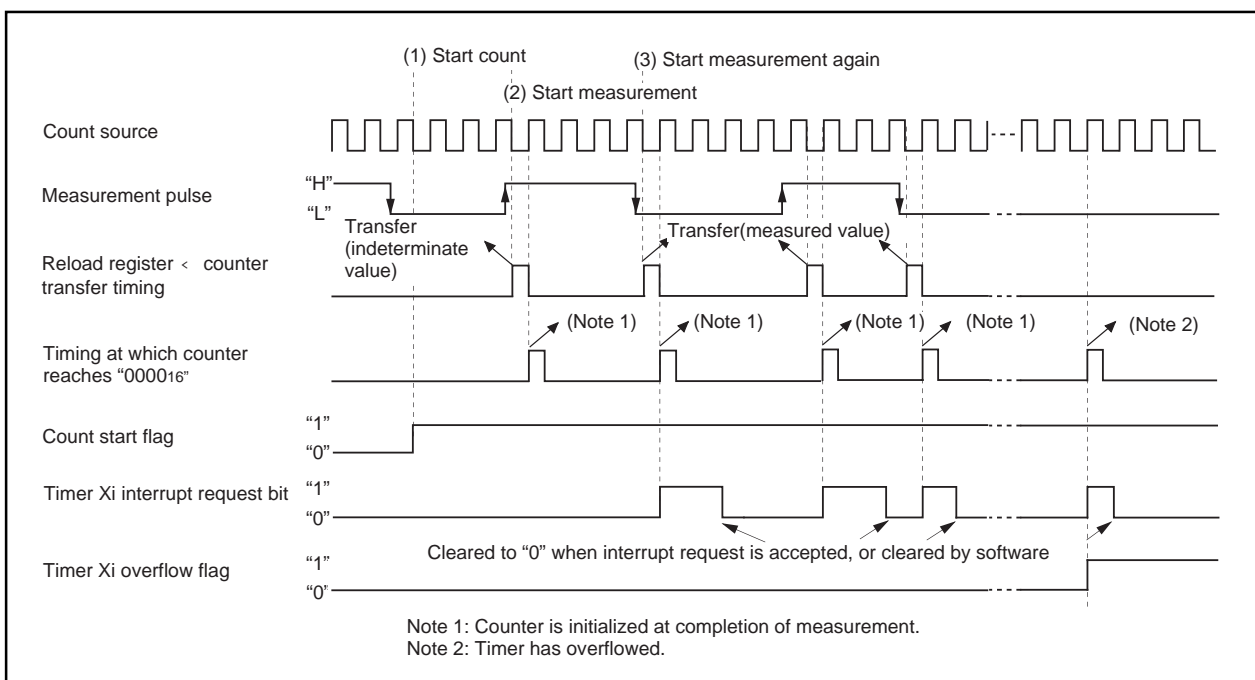 (1) Start count
(3) Start measurement again
(2) Start measurement
Count source
Measurement pulse
“H”
“L”
Transfer
(indeterminate
value)
Transfer(measured value)
Reload register < counter
transfer timing
(Note 1)
(Note 1)
(Note 1)
(Note 1)
(Note 2)
Timing at which counter
reaches “000016”
Count start flag
“1”
“0”
Timer Xi interrupt request bit
“1”
“0”
Cleared to “0” when interrupt request is accepted, or cleared by software
Timer Xi overflow flag
“1”
“0”
Note 1: Counter is initialized at completion of measurement.
Note 2: Timer has overflowed.